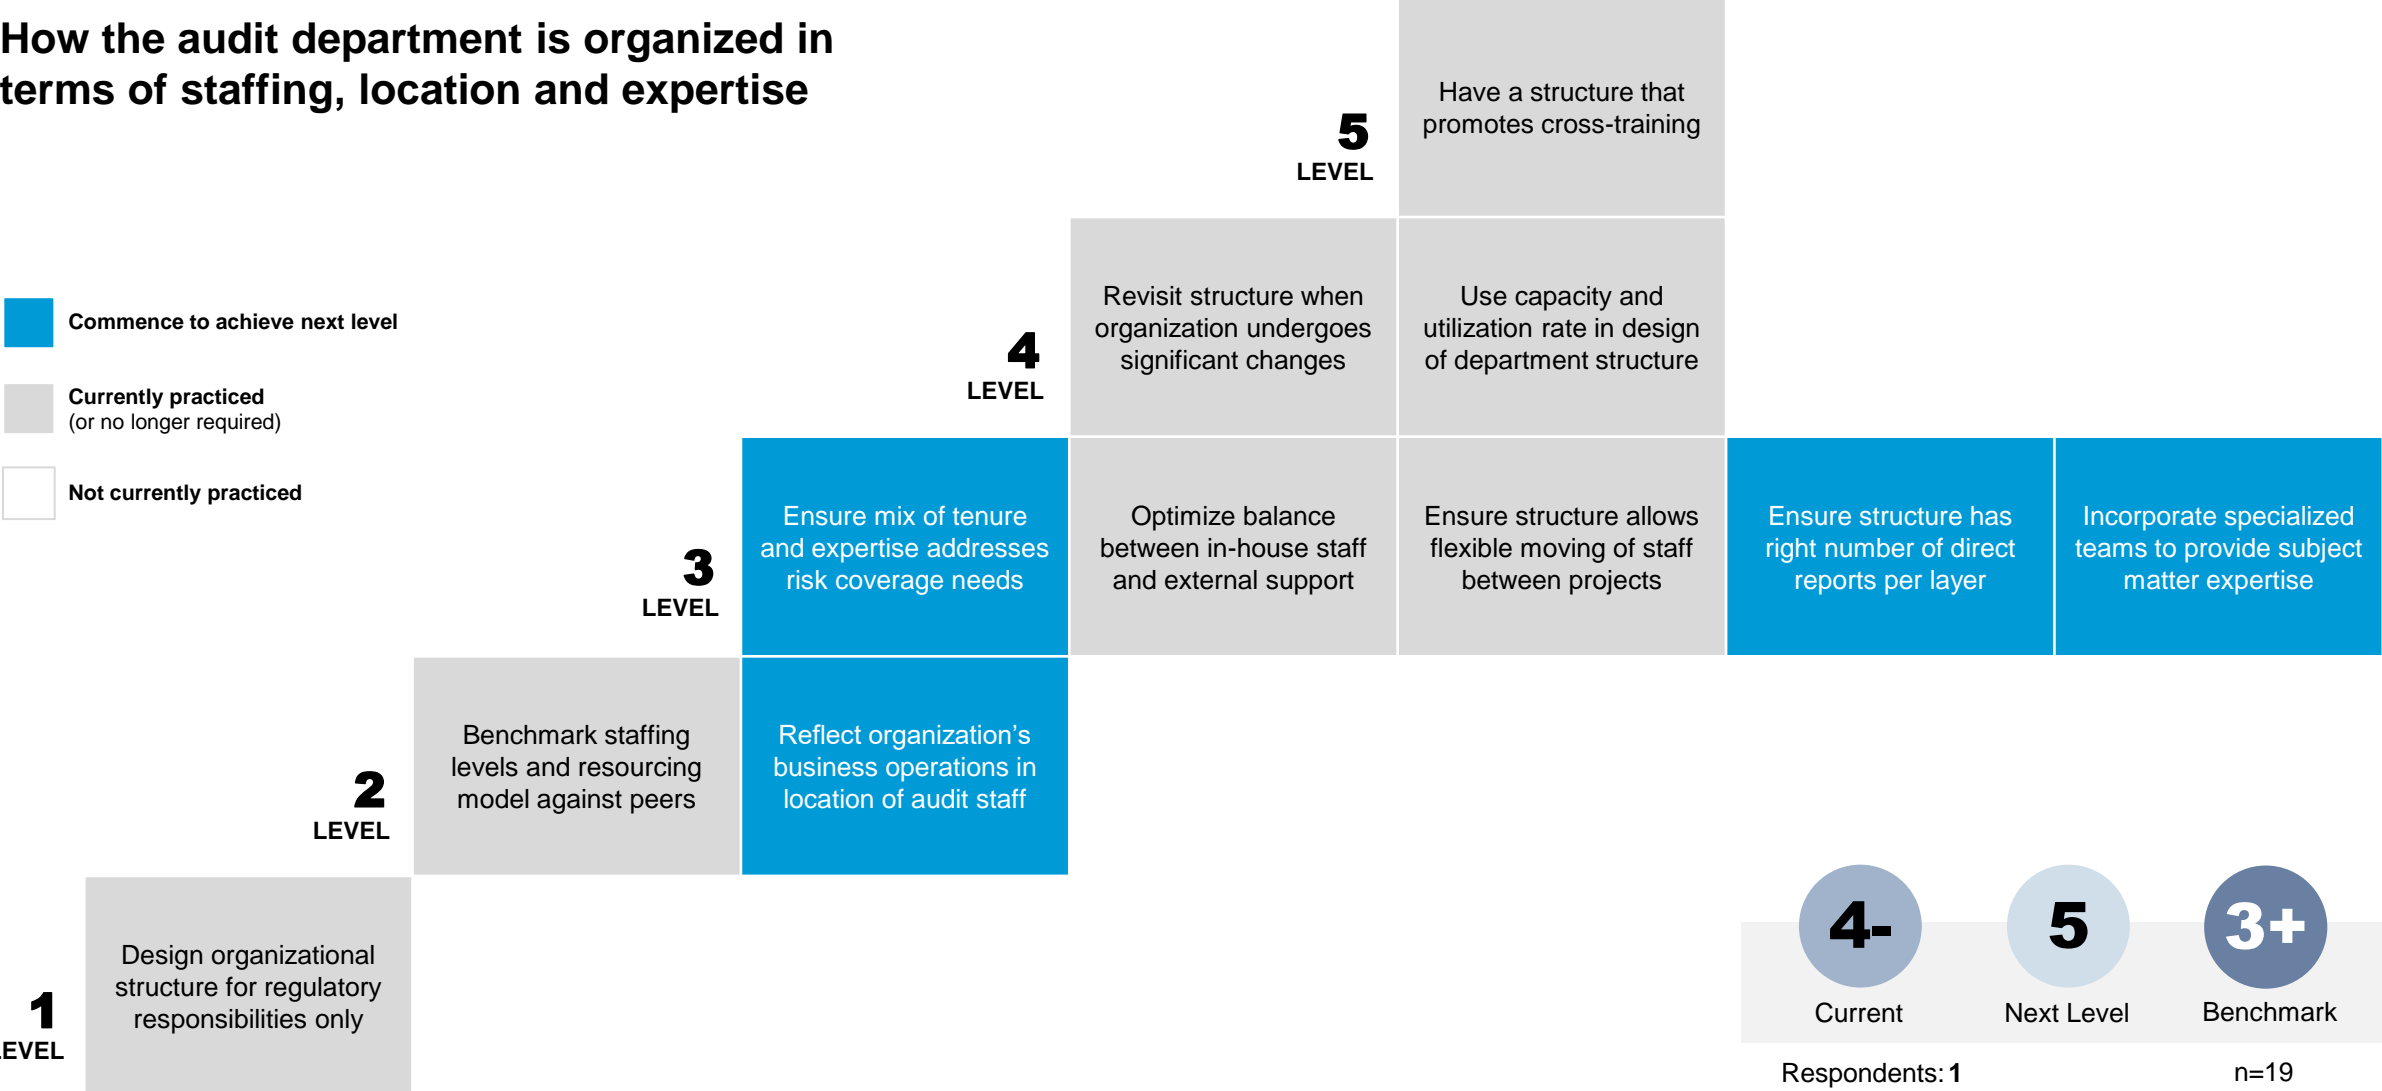 How the audit department is organized in
terms of staffing, location and expertise
Have a structure that
promotes cross-training
5
LEVEL
Revisit structure when
organization undergoes
significant changes
Use capacity and
utilization rate in design
of department structure
4
LEVEL
Commence to achieve next level
Currently practiced
(or no longer required)
Not currently practiced
Ensure mix of tenure
and expertise addresses
risk coverage needs
Optimize balance
between in-house staff
and external support
Ensure structure allows
flexible moving of staff
between projects
Ensure structure has
right number of direct
reports per layer
Incorporate specialized
teams to provide subject
matter expertise
3
LEVEL
Benchmark staffing
levels and resourcing
model against peers
Reflect organization’s
business operations in
location of audit staff
2
LEVEL
Design organizational
structure for regulatory
responsibilities only
1
LEVEL
4-
Current
5
Next Level
3+
Benchmark
Respondents: 1
n=19